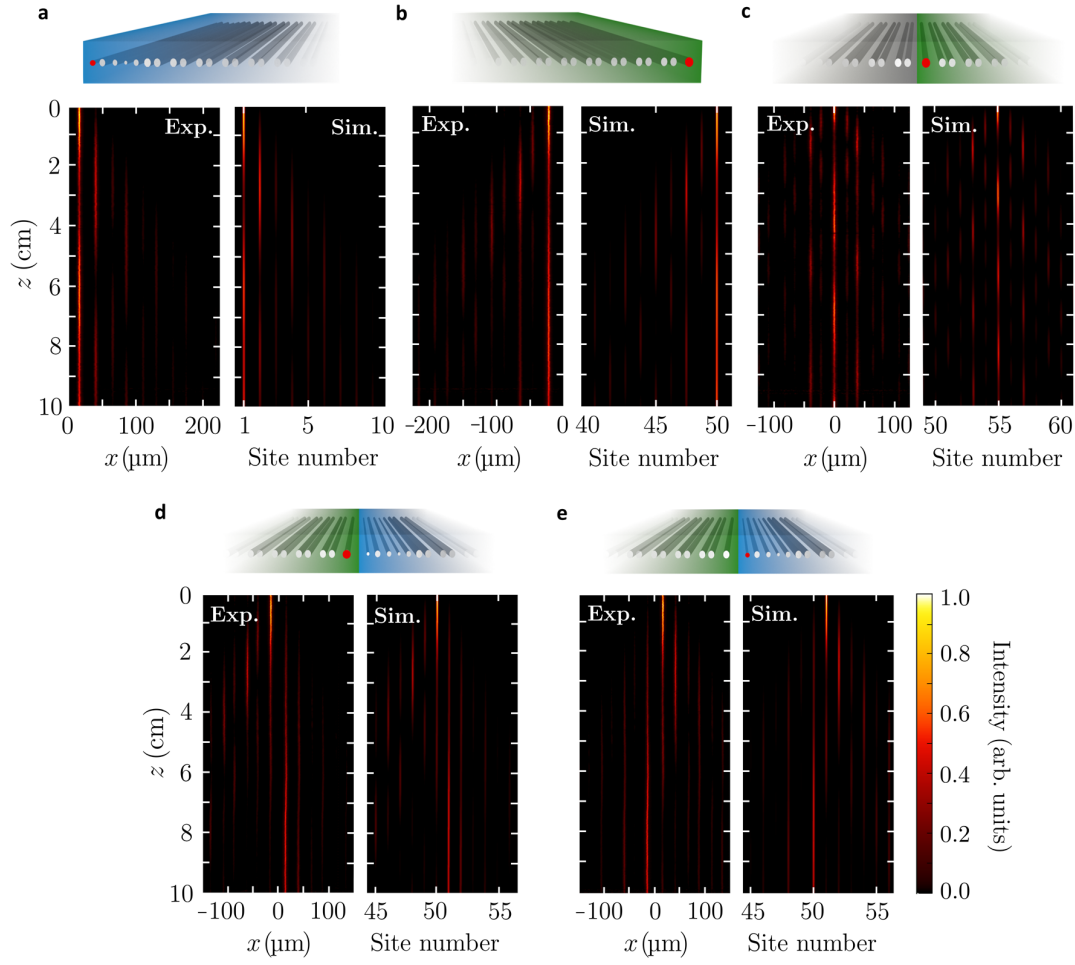 a
b
c
0
2
4
6
8
10
z (cm)
Exp.
Sim.
Exp.
Sim.
Exp.
Sim.
0 100 200
1 5 10
-200 -100 0
40 45 50
-100 0 100
50 55 60
x (µm)
Site number
x (µm)
Site number
x (µm)
Site number
d
e
0
2
4
6
8
10
z (cm)
Exp.
Sim.
Exp.
Sim.
1.0
0.8
0.6
0.4
0.2
0.0
Intensity (arb. units)
-100 0 100
45 50 55
-100 0 100
45 50 55
x (µm)
Site number
x (µm)
Site number